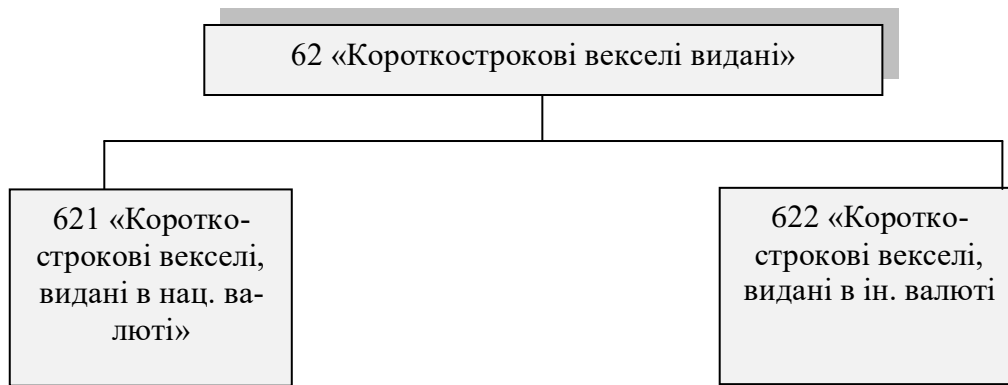 62 «Короткострокові векселі видані»
621 «Коротко-
строкові векселі,
видані в нац. ва-
люті»
622 «Коротко-
строкові векселі,
видані в ін. валюті